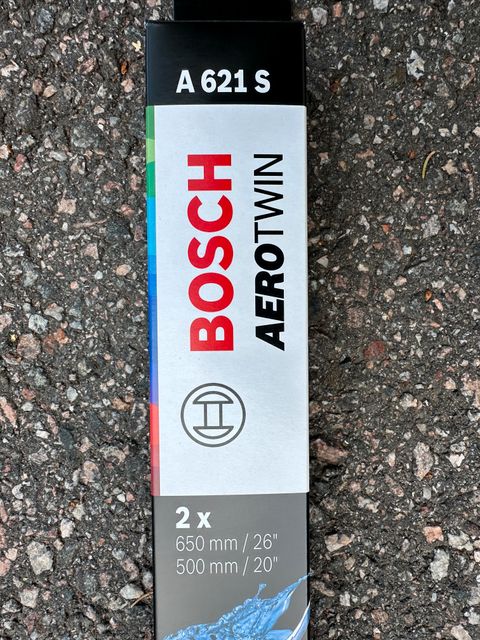 A 621 S
BOSCH
AEROTWIN
2 x
650 mm / 26"
500 mm / 20"